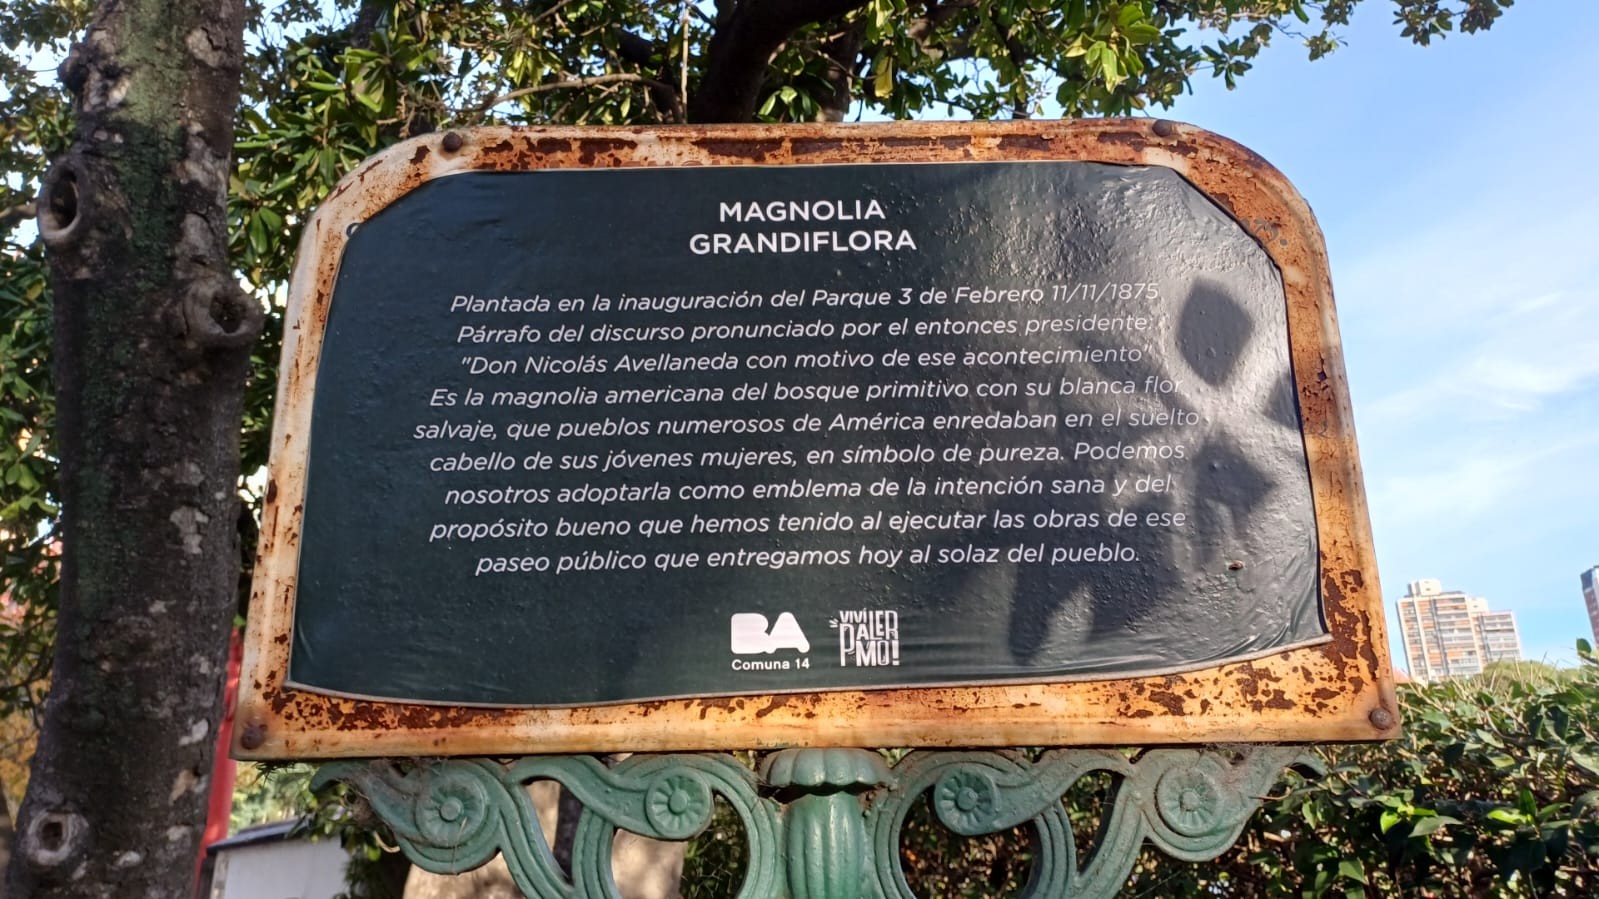 MAGNOLIA
GRANDIFLORA
Plantada en la inauguración del Parque 3 de Febrero 11/11/1875
Párrafo del discurso pronunciado por el entonces presidente:
"Don Nicolás Avellaneda con motivo de ese acontecimiento"
Es la magnolia americana del bosque primitivo con su blanca flor
salvaje, que pueblos numerosos de América enredaban en el suelto
cabello de sus jóvenes mujeres, en símbolo de pureza. Podemos
nosotros adoptarla como emblema de la intención sana y del
propósito bueno que hemos tenido al ejecutar las obras de ese
paseo público que entregamos hoy al solaz del pueblo.
BA
Comuna 14
VIVÍ
PALER
MO!